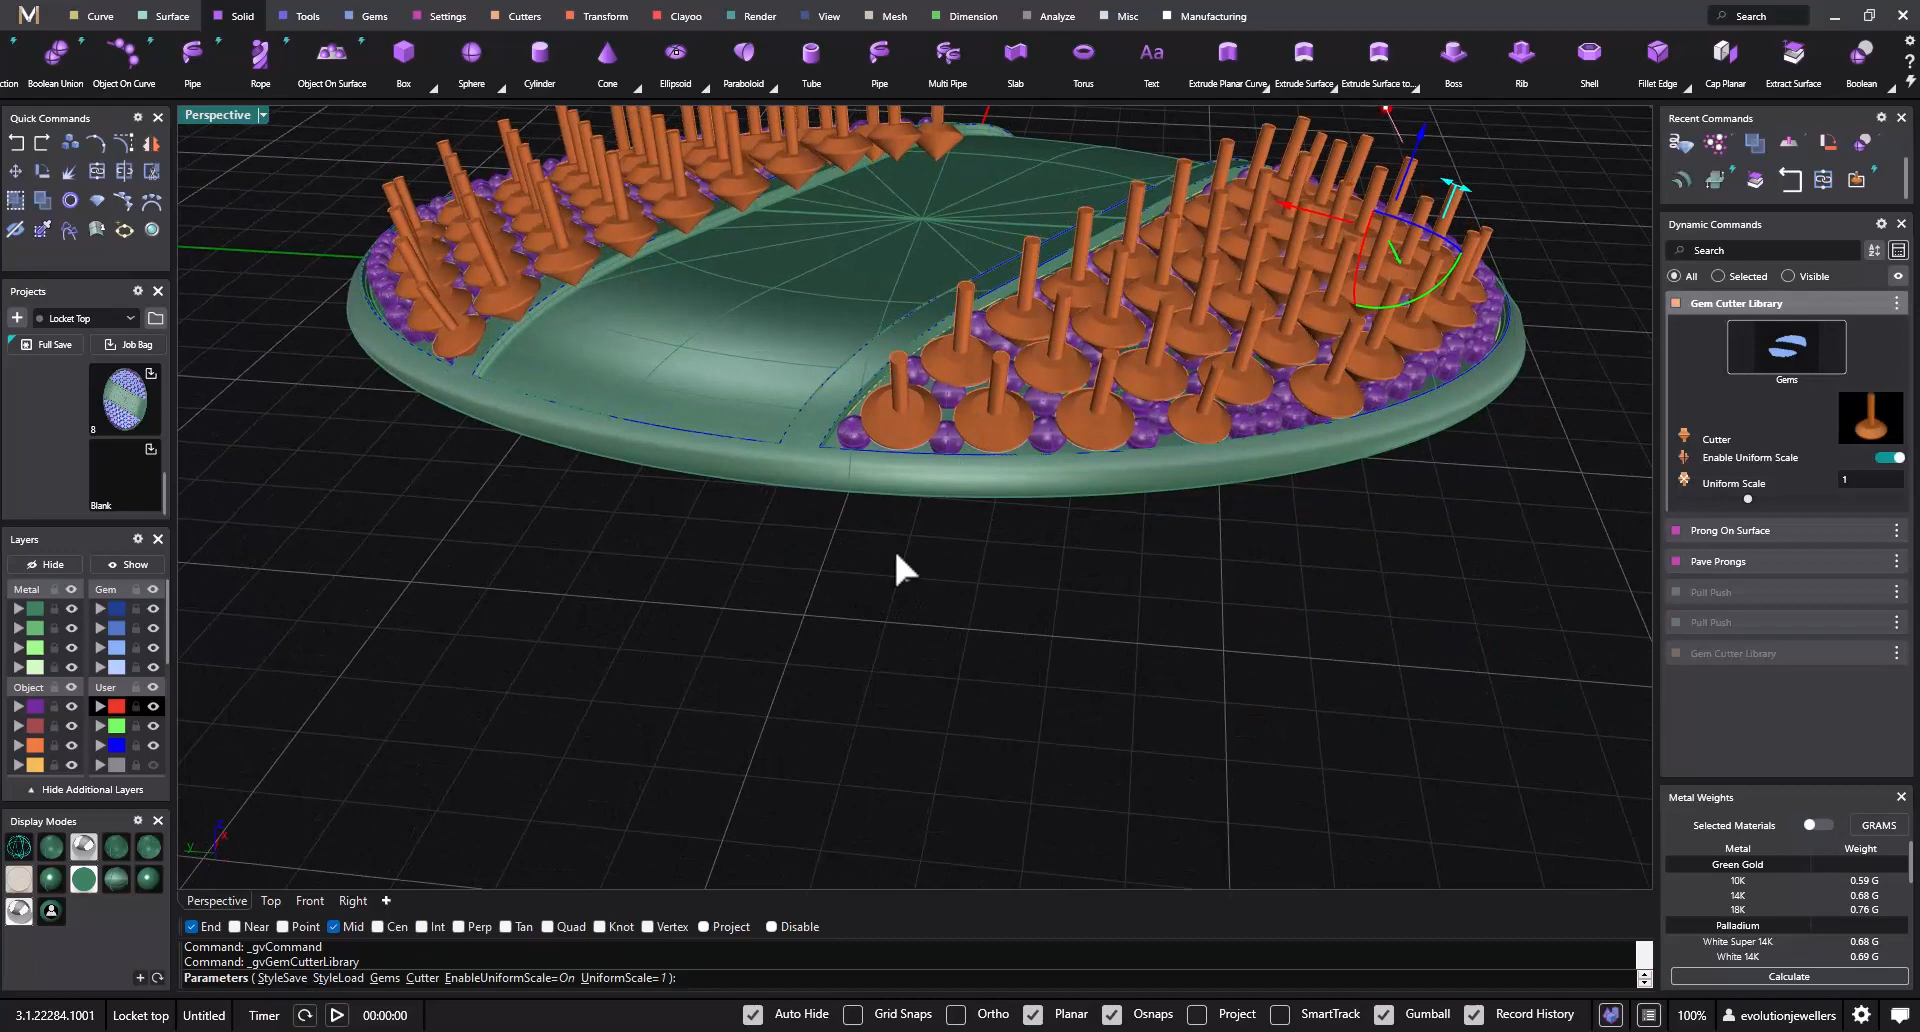 Curve Surface Solid Tools Gems Settings Cutters Transform Clayoo Render View Mesh Dimension Analyze Misc Manufacturing Search
ction Boolean Union Object On Curve Pipe Rope Object On Surface Box Sphere Cylinder Cone Ellipsoid Paraboloid Tube Pipe Multi Pipe Slab Torus Text Extrude Planar Curve Extrude Surface Extrude Surface to... Boss Rib Shell Fillet Edge Cap Planar Extract Surface Boolean
Quick Commands
Projects
Locket Top
Full Save Job Bag
8
Blank
Layers
Hide Show
Metal Gem
Object User
Hide Additional Layers
Display Modes
Perspective
Perspective Top Front Right
End Near Point Mid Cen Int Perp Tan Quad Knot Vertex Project Disable
Command: _gvCommand
Command: _gvGemCutterLibrary
Parameters ( StyleSave StyleLoad Gems Cutter EnableUniformScale=On UniformScale=1 ):
Recent Commands
Dynamic Commands
Search
All Selected Visible
Gem Cutter Library
Gems
Cutter
Enable Uniform Scale
Uniform Scale 1
Prong On Surface
Pave Prongs
Pull Push
Pull Push
Gem Cutter Library
Metal Weights
Selected Materials GRAMS
Metal Weight
Green Gold
10K 0.59 G
14K 0.68 G
18K 0.76 G
Palladium
White Super 14K 0.68 G
White 14K 0.69 G
Calculate
3.1.22284.1001 Locket top Untitled Timer 00:00:00 Auto Hide Grid Snaps Ortho Planar Osnaps Project SmartTrack Gumball Record History 100% evolutionjewellers